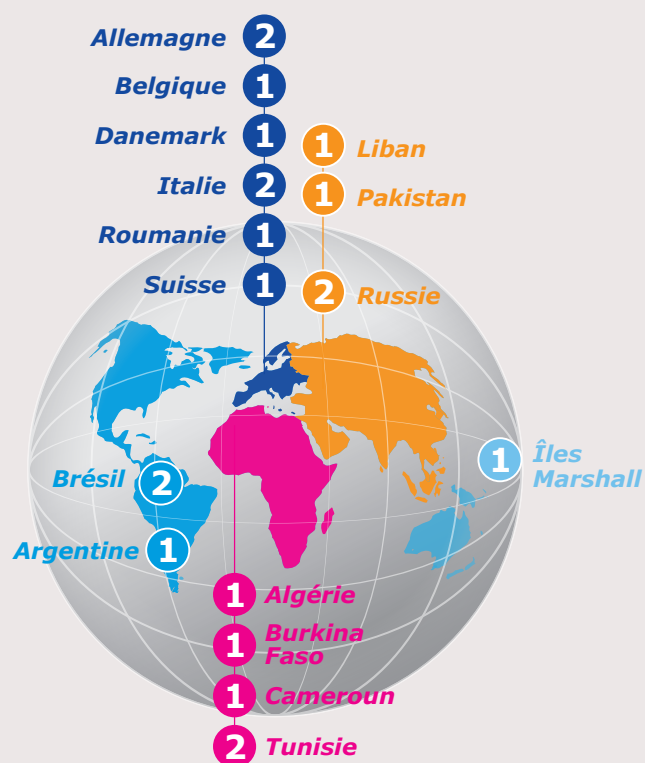 Allemagne 2
Belgique 1
Danemark 1
1 Liban
Italie 2
1 Pakistan
Roumanie 1
Suisse 1
2 Russie
Brésil 2
1 Îles
Marshall
Argentine 1
1 Algérie
1 Burkina
Faso
1 Cameroun
2 Tunisie